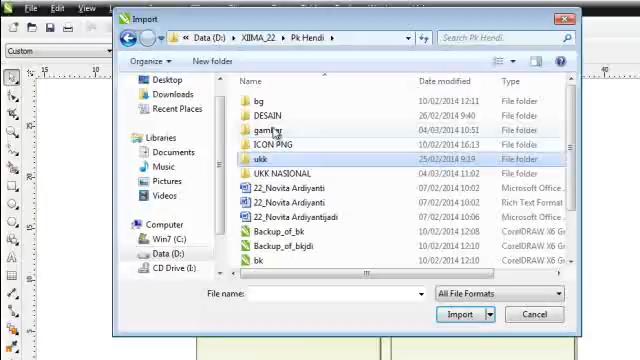 File Edit
Import
Data (D:) XIIMA_22 Pk Hendi
Search Pk. Hendi
Custom
Organize New folder
Name Date modified Type
Desktop
Downloads
Recent Places
Libraries
Documents
Music
Pictures
Videos
Computer
Win7 (C:)
Data (D:)
CD Drive (I:)
bg 10/02/2014 12:11 File folder
DESAIN 26/02/2014 9:40 File folder
gambar 04/03/2014 10:51 File folder
ICON PNG 10/02/2014 16:13 File folder
ukk 25/02/2014 9:19 File folder
UKK NASIONAL 04/03/2014 11:02 File folder
22_Novita Ardiyanti 07/02/2014 10:02 Microsoft Office ...
22_Novita Ardiyanti 07/02/2014 10:02 Rich Text Format
22_Novita Ardiyantijadi 07/02/2014 10:06 Microsoft Office ...
Backup_of_bk 10/02/2014 12:08 CorelDRAW X6 Gr
Backup_of_bkjdi 10/02/2014 12:09 CorelDRAW X6 Gr
bk 10/02/2014 12:10 CorelDRAW X6 Gr
File name: All File Formats
Import Cancel
40
25
20
15
10
5